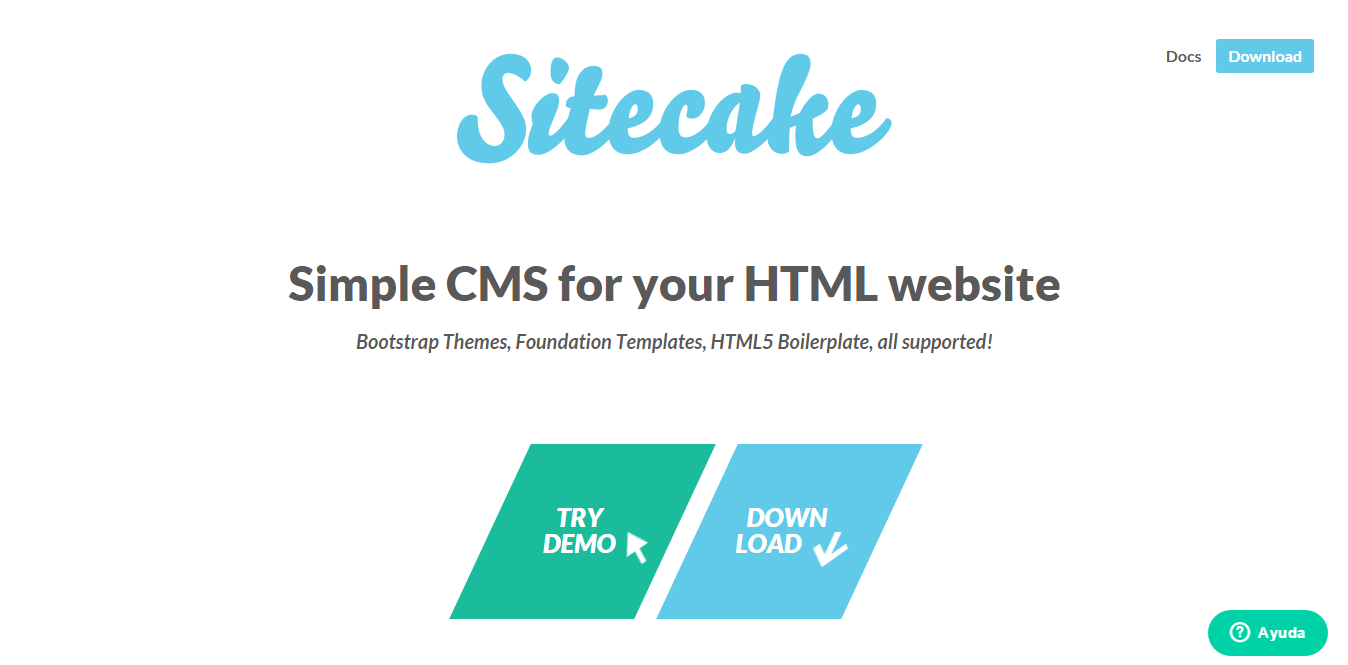 Sitecake
Docs
Download
Simple CMS for your HTML website
Bootstrap Themes, Foundation Templates, HTML5 Boilerplate, all supported!
TRY
DEMO
DOWN
LOAD
Ayuda